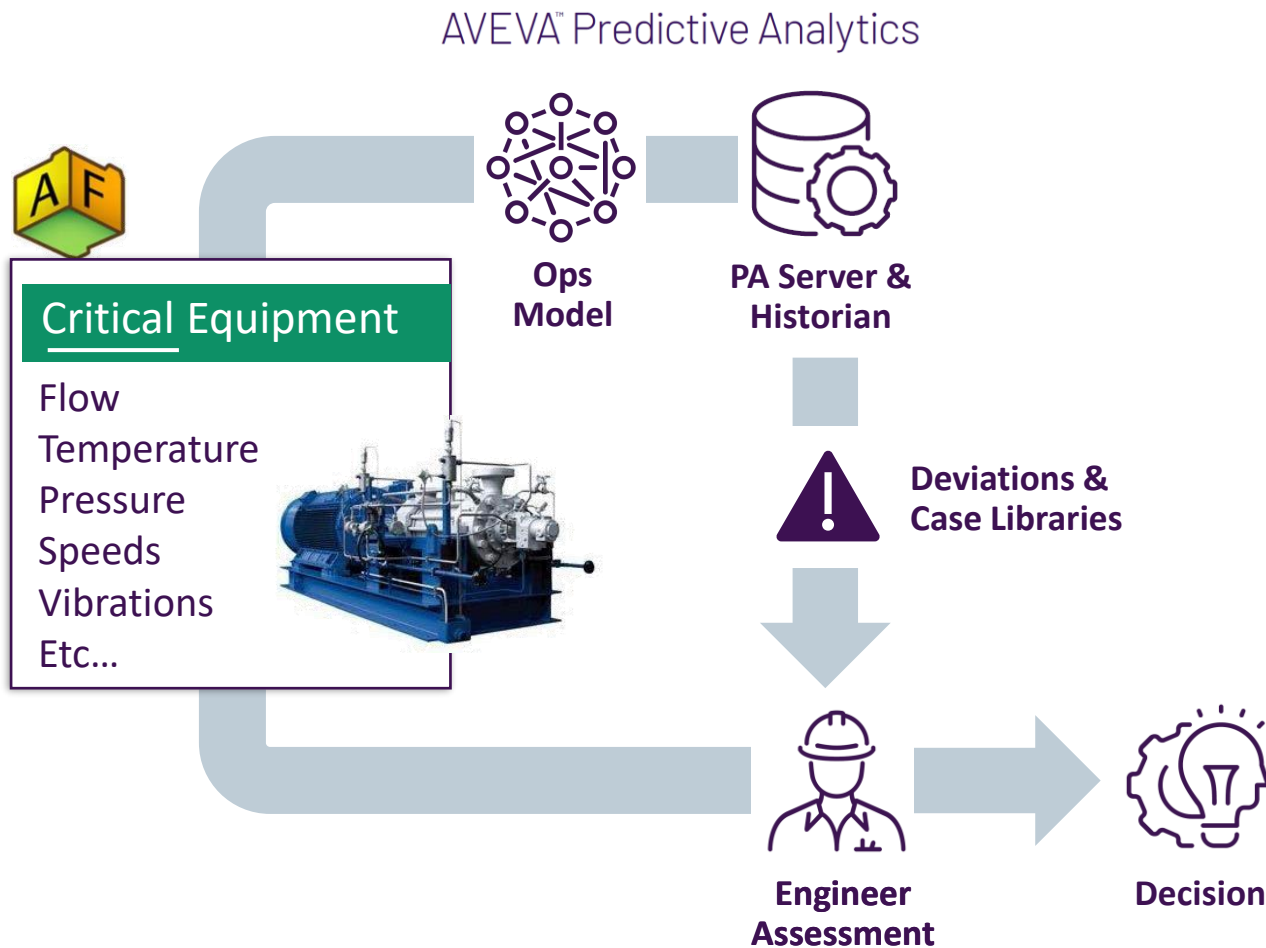 AVEVA™ Predictive Analytics
A F
Critical Equipment
Flow
Temperature
Pressure
Speeds
Vibrations
Etc...
Ops
Model
PA Server &
Historian
Deviations &
Case Libraries
Engineer
Assessment
Decision